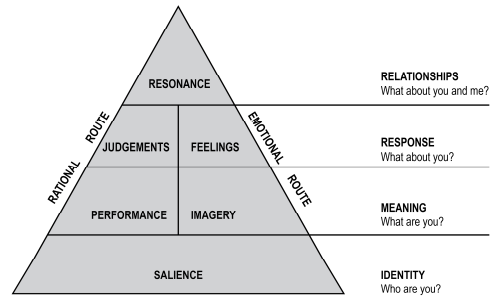 RESONANCE
RELATIONSHIPS
What about you and me?
RATIONAL ROUTE
EMOTIONAL ROUTE
JUDGEMENTS
FEELINGS
RESPONSE
What about you?
PERFORMANCE
IMAGERY
MEANING
What are you?
SALIENCE
IDENTITY
Who are you?